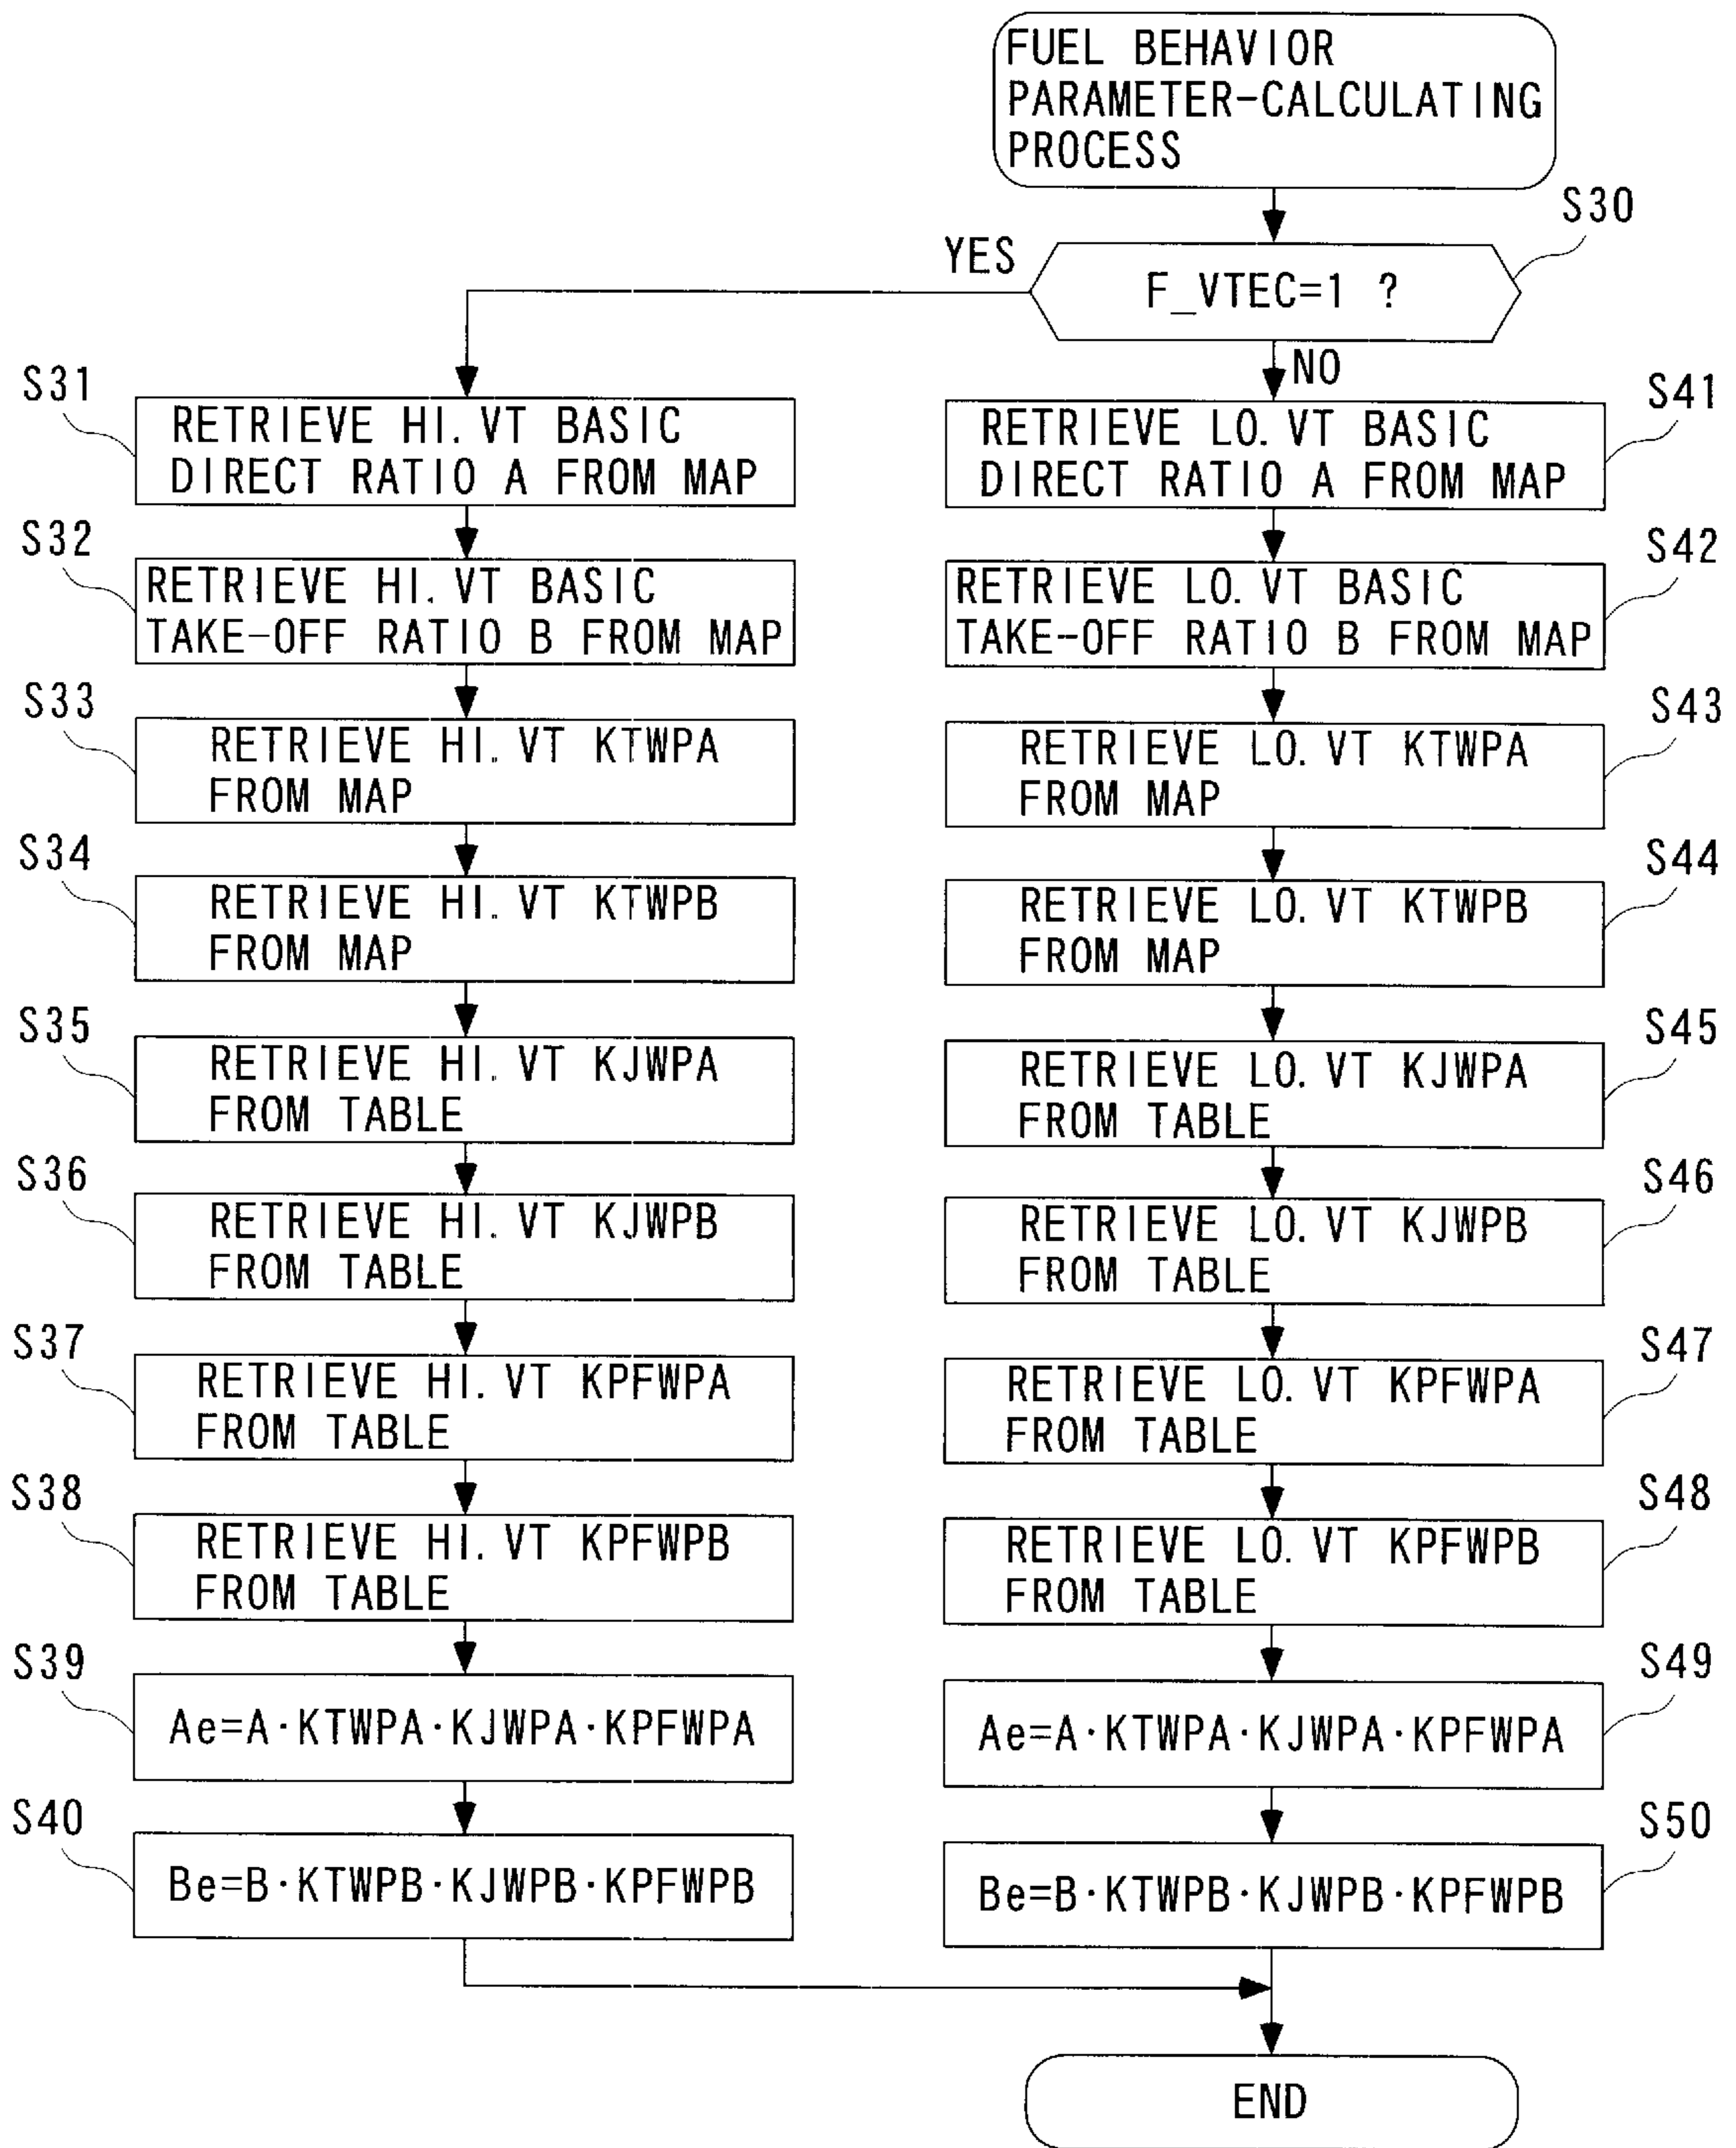 FUEL BEHAVIOR
PARAMETER-CALCULATING
PROCESS
S30
F_VTEC=1 ?
YES
NO
S31
RETRIEVE HI. VT BASIC
DIRECT RATIO A FROM MAP
S32
RETRIEVE HI. VT BASIC
TAKE-OFF RATIO B FROM MAP
S33
RETRIEVE HI. VT KTWPA
FROM MAP
S34
RETRIEVE HI. VT KTWPB
FROM MAP
S35
RETRIEVE HI. VT KJWPA
FROM TABLE
S36
RETRIEVE HI. VT KJWPB
FROM TABLE
S37
RETRIEVE HI. VT KPFWPA
FROM TABLE
S38
RETRIEVE HI. VT KPFWPB
FROM TABLE
S39
Ae=A·KTWPA·KJWPA·KPFWPA
S40
Be=B·KTWPB·KJWPB·KPFWPB
S41
RETRIEVE LO. VT BASIC
DIRECT RATIO A FROM MAP
S42
RETRIEVE LO. VT BASIC
TAKE-OFF RATIO B FROM MAP
S43
RETRIEVE LO. VT KTWPA
FROM MAP
S44
RETRIEVE LO. VT KTWPB
FROM MAP
S45
RETRIEVE LO. VT KJWPA
FROM TABLE
S46
RETRIEVE LO. VT KJWPB
FROM TABLE
S47
RETRIEVE LO. VT KPFWPA
FROM TABLE
S48
RETRIEVE LO. VT KPFWPB
FROM TABLE
S49
Ae=A·KTWPA·KJWPA·KPFWPA
S50
Be=B·KTWPB·KJWPB·KPFWPB
END